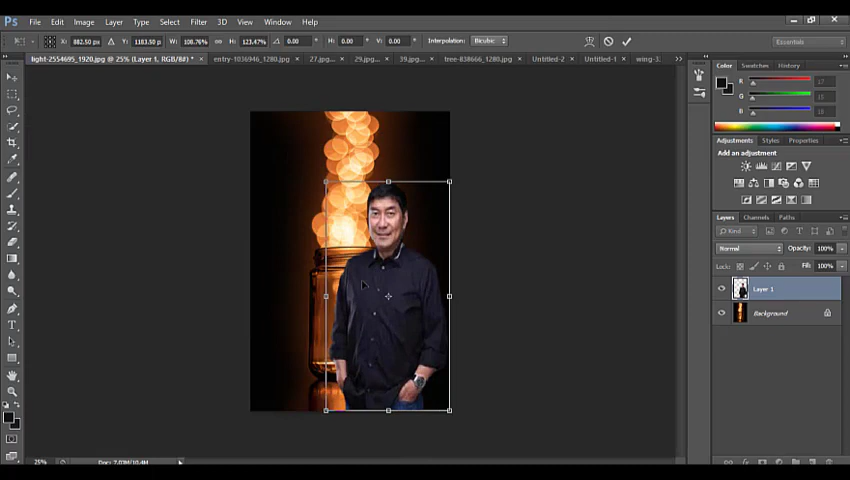 Ps File Edit Image Layer Type Select Filter 3D View Window Help
X: 882.50 px Y: 1183.50 px W: 108.76% H: 123.47% 0.00 ° H: 0.00 ° V: 0.00 ° Interpolation: Bicubic Essentials
light-2554695_1920.jpg @ 25% (Layer 1, RGB/8#) * × entry-1036946_1280.jpg × 27.jpg × 29.jpg × 39.jpg × tree-838666_1280.jpg × Untitled-2 × Untitled-1 × wing-3
Color Swatches Paths
R
G
B
Adjustments Styles Properties
Add an adjustment
Layers Channels Paths
Kind
Normal Opacity: 100%
Lock: Fill: 100%
Layer 1
Background
25% Doc: 7.03M/10.4M